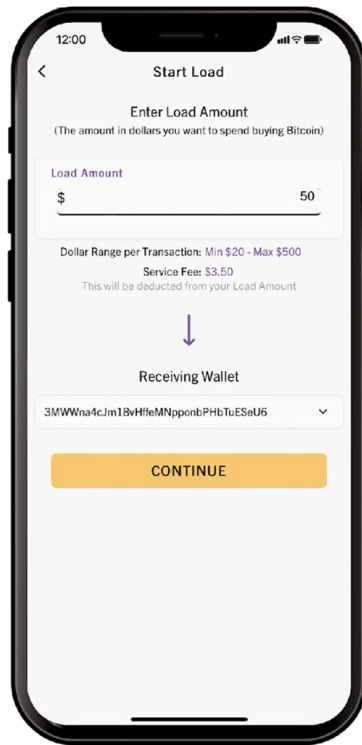 12:00
Start Load
Enter Load Amount
(The amount in dollars you want to spend buying Bitcoin)
Load Amount
$ 50
Dollar Range per Transaction: Min $20 - Max $500
Service Fee: $3.50
This will be deducted from your Load Amount
Receiving Wallet
3MWWna4cJm18vHffeMNpponbPHbTuESeU6
CONTINUE